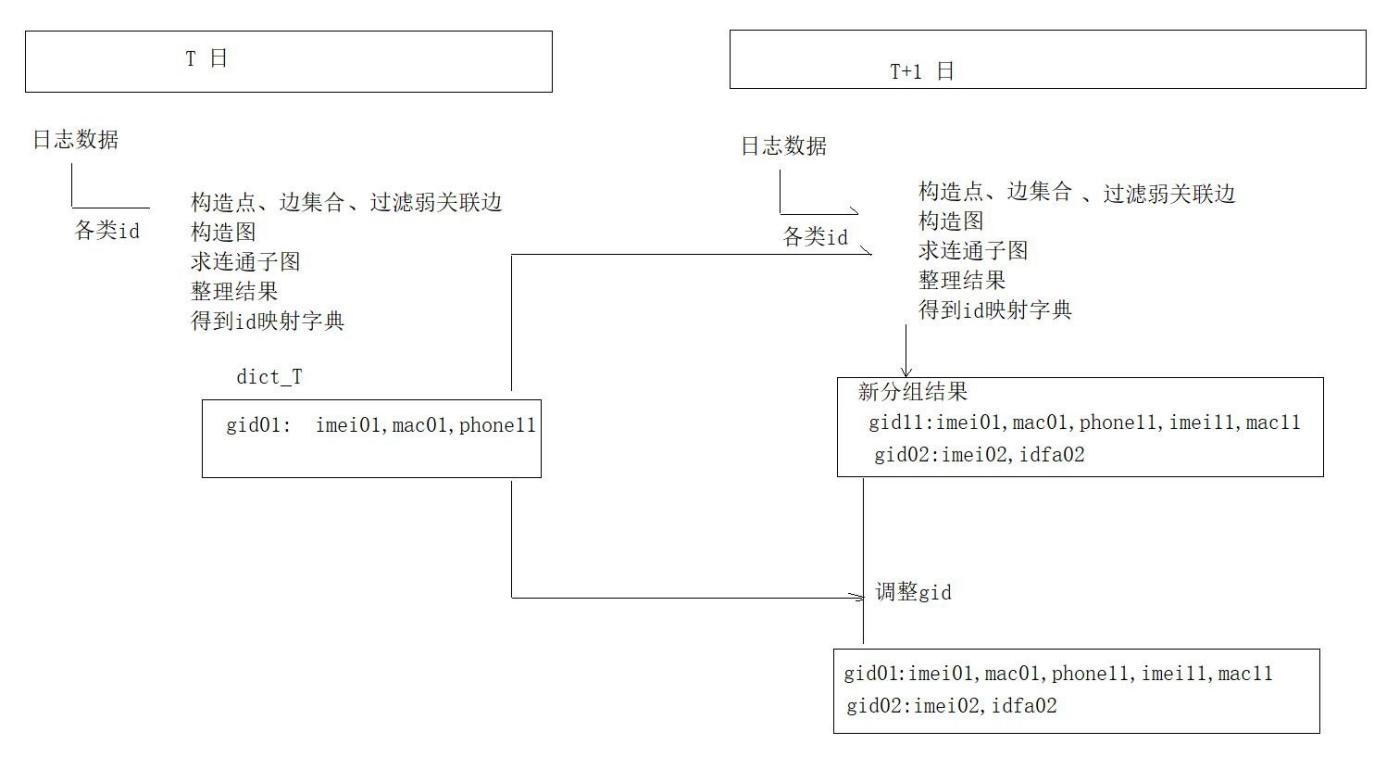 T 日
日志数据
各类id
构造点、边集合、过滤弱关联边
构造图
求连通子图
整理结果
得到id映射字典
dict_T
gid01: imei01,mac01,phone11
T+1 日
日志数据
各类id
构造点、边集合 、过滤弱关联边
构造图
求连通子图
整理结果
得到id映射字典
新分组结果
gid11:imei01,mac01,phone11,imei11,mac11
gid02:imei02,idfa02
调整gid
gid01:imei01,mac01,phone11,imei11,mac11
gid02:imei02,idfa02